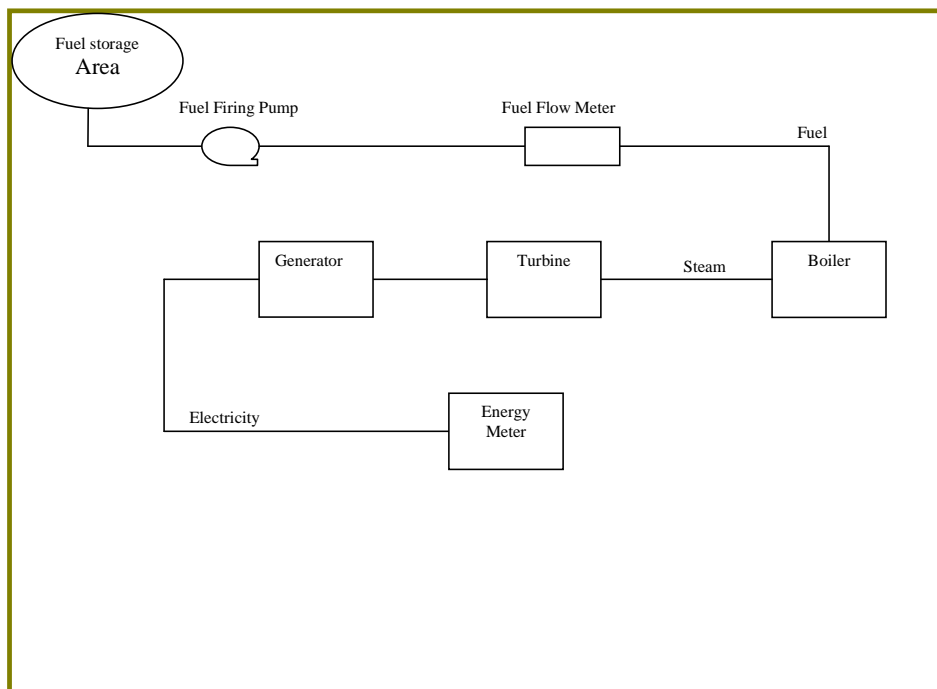 Fuel storage
Area
Fuel Firing Pump
Fuel Flow Meter
Fuel
Generator
Turbine
Steam
Boiler
Electricity
Energy
Meter